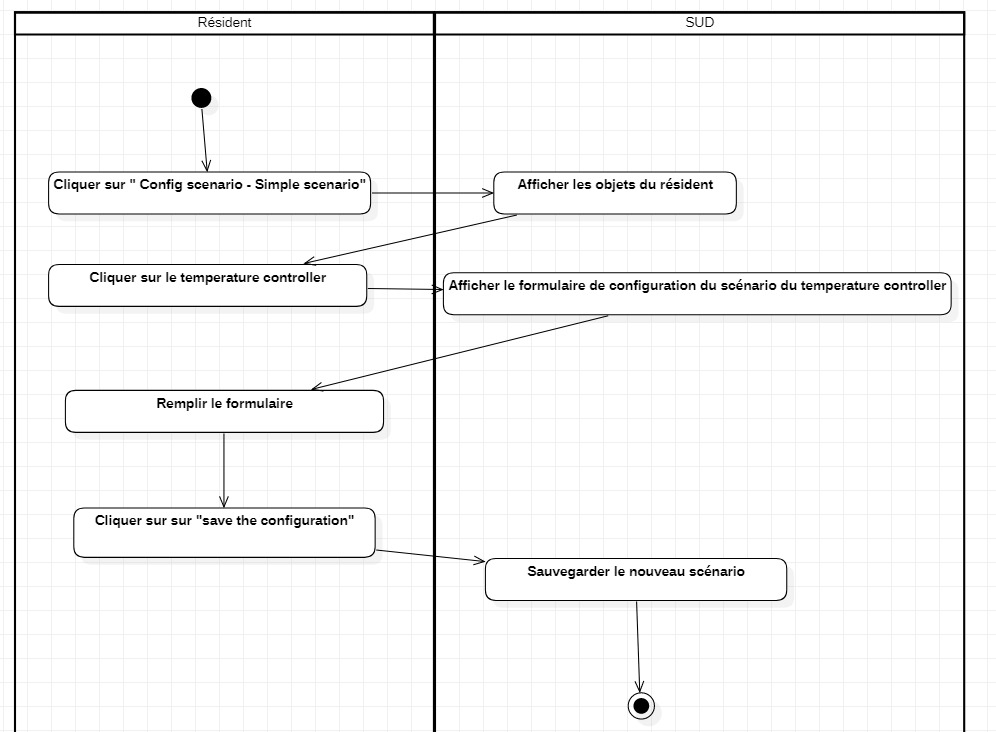 Résident
SUD
Cliquer sur " Config scenario - Simple scenario"
Afficher les objets du résident
Cliquer sur le temperature controller
Afficher le formulaire de configuration du scénario du temperature controller
Remplir le formulaire
Cliquer sur sur "save the configuration"
Sauvegarder le nouveau scénario